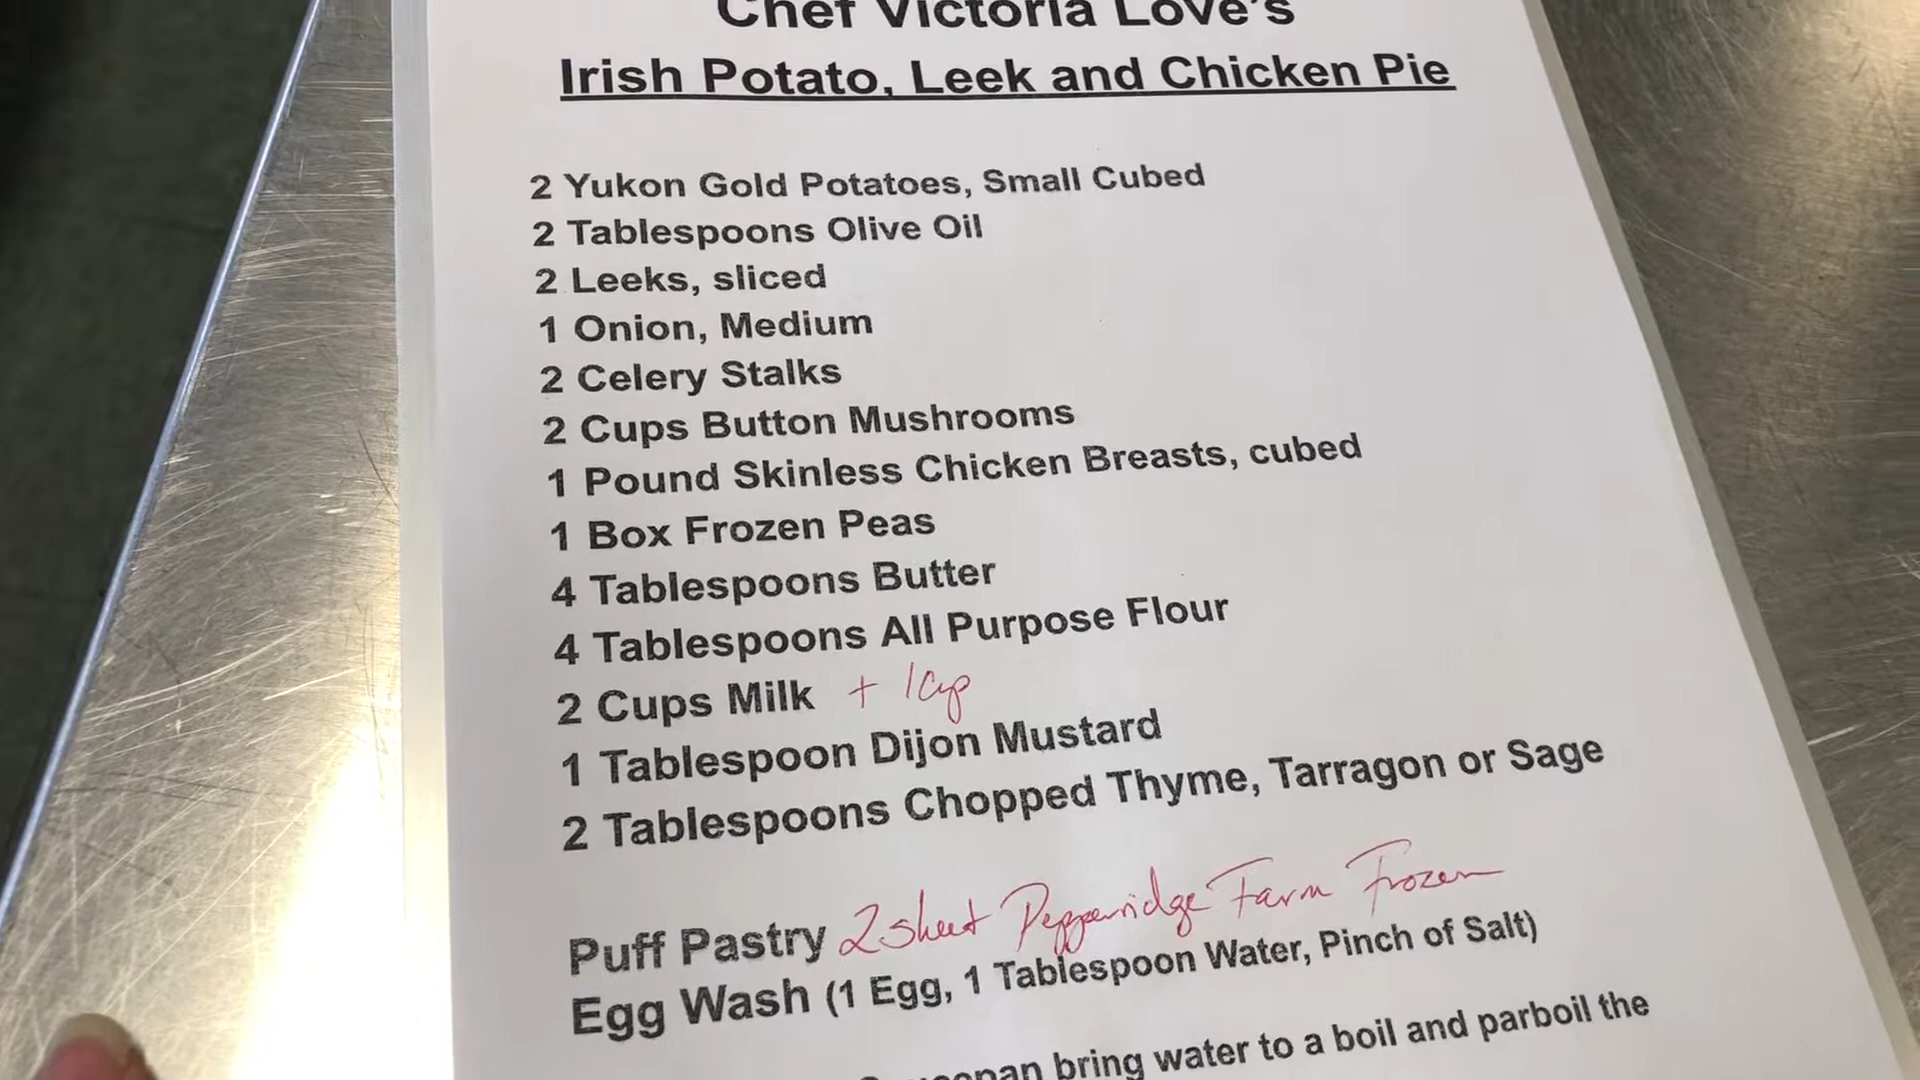 Chef Victoria Love's
Irish Potato, Leek and Chicken Pie
2 Yukon Gold Potatoes, Small Cubed
2 Tablespoons Olive Oil
2 Leeks, sliced
1 Onion, Medium
2 Celery Stalks
2 Cups Button Mushrooms
1 Pound Skinless Chicken Breasts, cubed
1 Box Frozen Peas
4 Tablespoons Butter
4 Tablespoons All Purpose Flour
2 Cups Milk + 1 Cup
1 Tablespoon Dijon Mustard
2 Tablespoons Chopped Thyme, Tarragon or Sage
Puff Pastry 2 sheet Pepperridge Farm Frozen
Egg Wash (1 Egg, 1 Tablespoon Water, Pinch of Salt)
bring water to a boil and parboil the